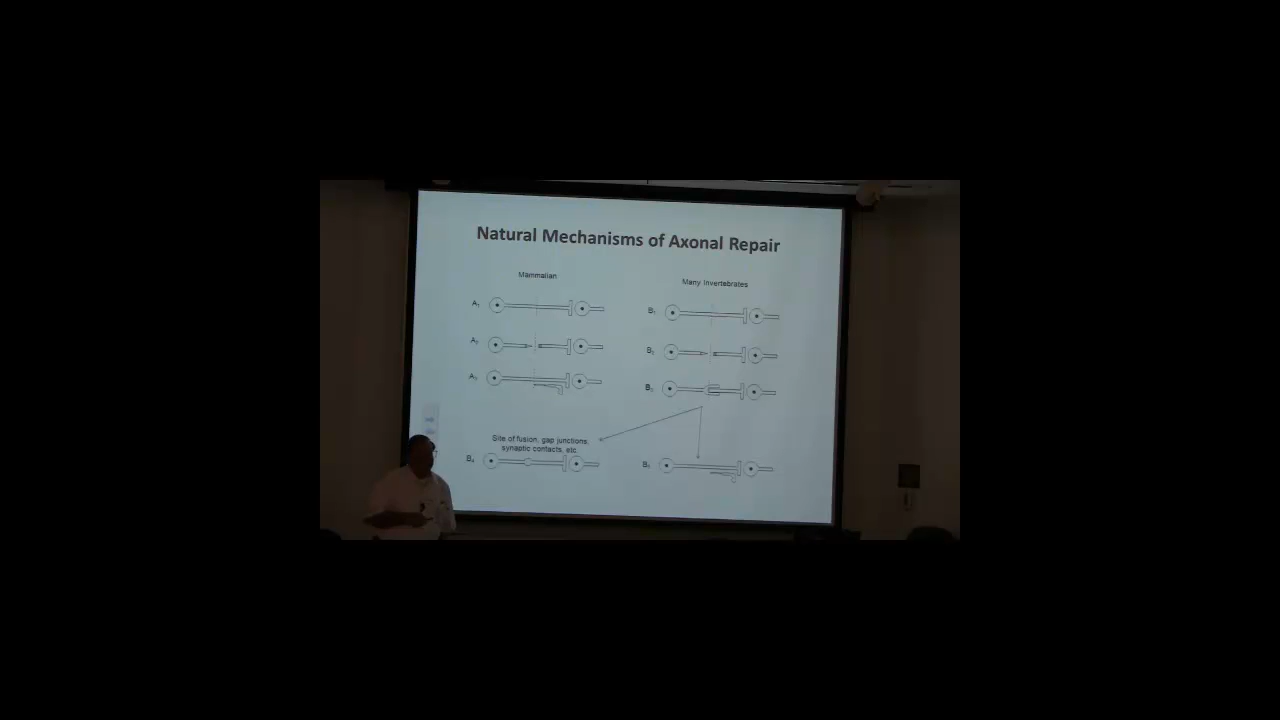 Natural Mechanisms of Axonal Repair
Mammalian
Many Invertebrates
A₁
B₁
A₂
B₂
A₃
B₃
Site of fusion, gap junctions,
synaptic contacts, etc.
B₄
B₅